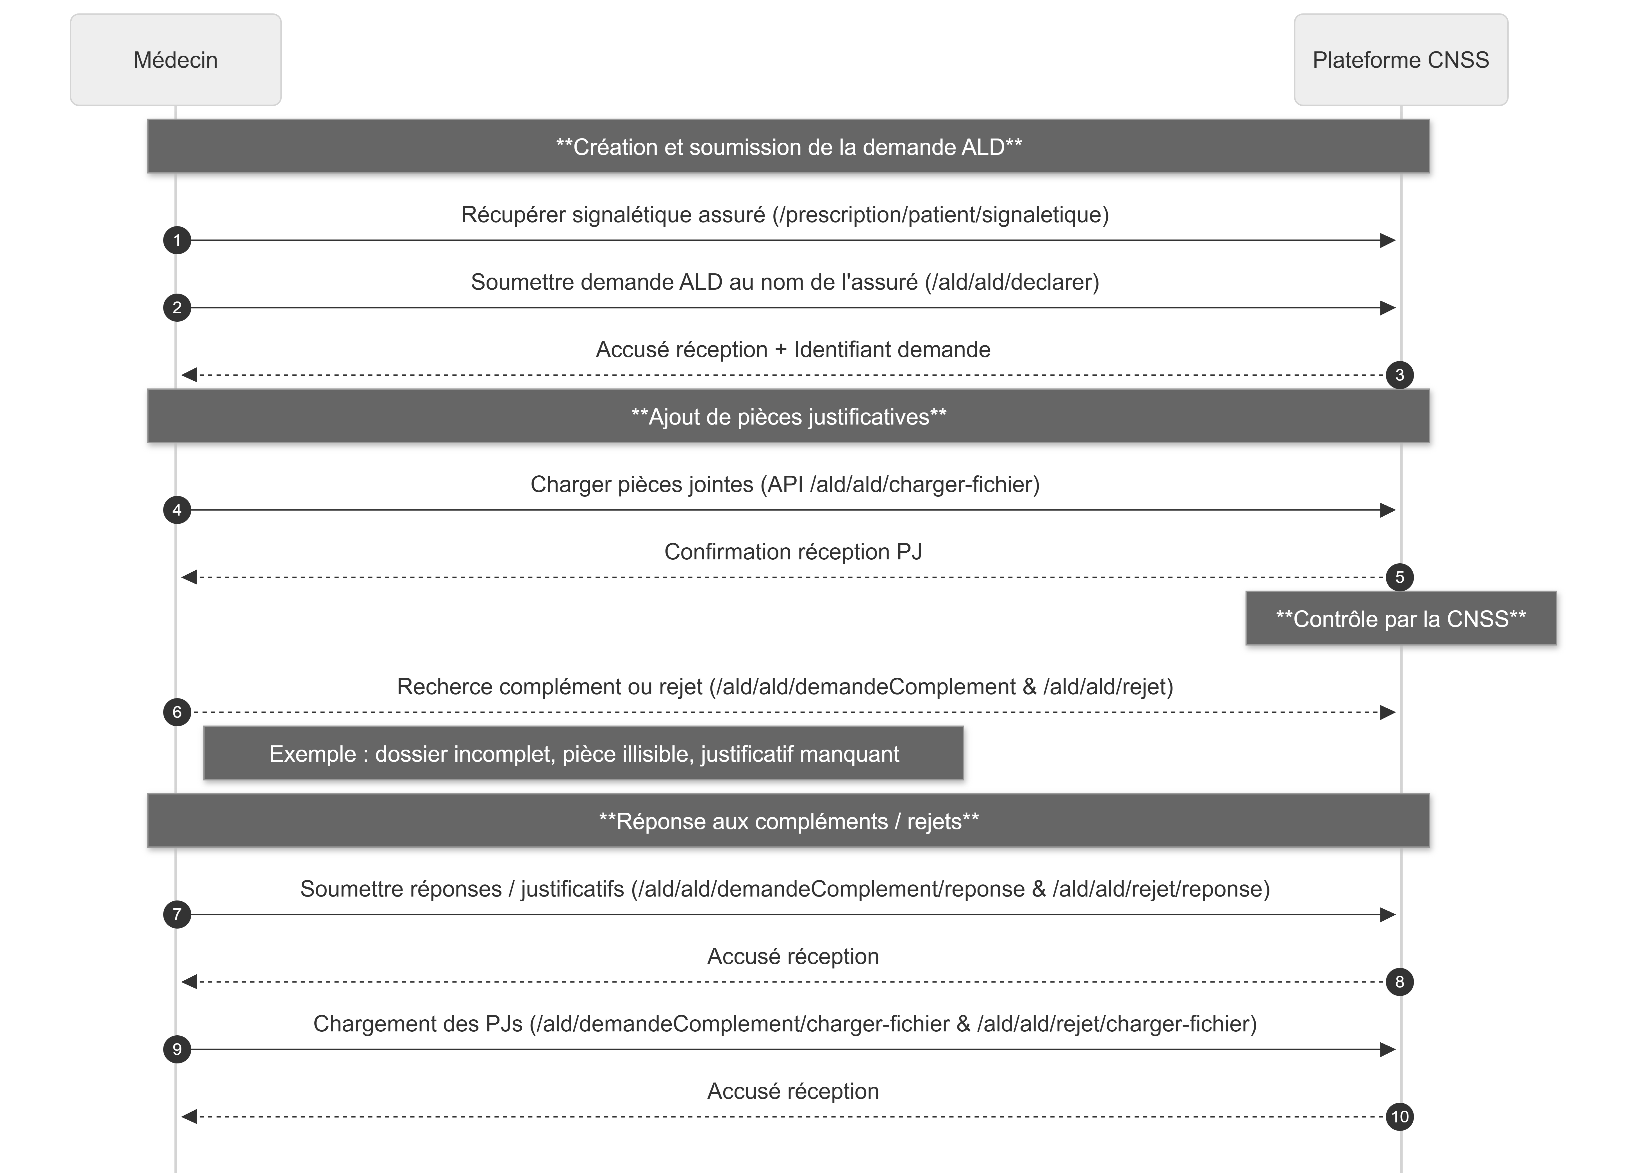 Médecin
Plateforme CNSS
**Création et soumission de la demande ALD**
Récupérer signalétique assuré (/prescription/patient/signaletique)
1
Soumettre demande ALD au nom de l'assuré (/ald/ald/declarer)
2
Accusé réception + Identifiant demande
3
**Ajout de pièces justificatives**
Charger pièces jointes (API /ald/ald/charger-fichier)
4
Confirmation réception PJ
5
**Contrôle par la CNSS**
Recherce complément ou rejet (/ald/ald/demandeComplement & /ald/ald/rejet)
6
Exemple : dossier incomplet, pièce illisible, justificatif manquant
**Réponse aux compléments / rejets**
Soumettre réponses / justificatifs (/ald/ald/demandeComplement/reponse & /ald/ald/rejet/reponse)
7
Accusé réception
8
Chargement des PJs (/ald/demandeComplement/charger-fichier & /ald/ald/rejet/charger-fichier)
9
Accusé réception
10